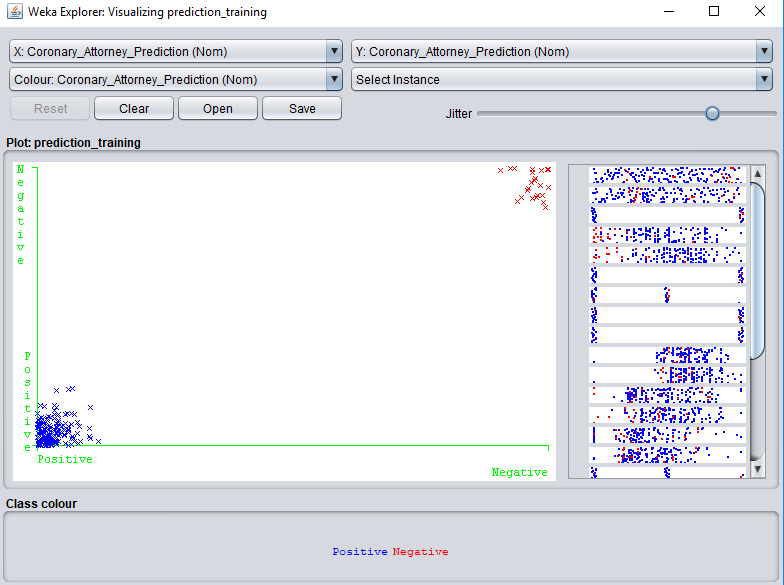 Weka Explorer: Visualizing prediction_training
X: Coronary_Attorney_Prediction (Nom)
Y: Coronary_Attorney_Prediction (Nom)
Colour: Coronary_Attorney_Prediction (Nom)
Select Instance
Reset
Clear
Open
Save
Jitter
Plot: prediction_training
Negative
positive
Positive
Negative
Class colour
Positive Negative